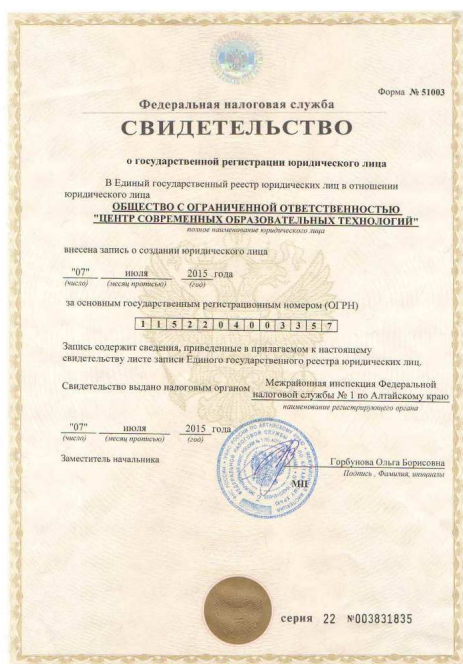 Форма № 51003
Федеральная налоговая служба
СВИДЕТЕЛЬСТВО
о государственной регистрации юридического лица
В Единый государственный реестр юридических лиц в отношении
юридического лица
ОБЩЕСТВО С ОГРАНИЧЕННОЙ ОТВЕТСТВЕННОСТЬЮ
"ЦЕНТР СОВРЕМЕННЫХ ОБРАЗОВАТЕЛЬНЫХ ТЕХНОЛОГИЙ"
полное наименование юридического лица
внесена запись о создании юридического лица
"07" июля 2015 года
(число) (месяц прописью) (год)
за основным государственным регистрационным номером (ОГРН)
1 1 5 2 2 0 4 0 0 3 3 5 7
Запись содержит сведения, приведенные в прилагаемом к настоящему
свидетельству листе записи Единого государственного реестра юридических лиц.
Свидетельство выдано налоговым органом Межрайонная инспекция Федеральной
налоговой службы № 1 по Алтайскому краю
наименование регистрирующего органа
"07" июля 2015 года
(число) (месяц прописью) (год)
Заместитель начальника Горбунова Ольга Борисовна
Подпись , Фамилия, инициалы
МП
серия 22 №003831835